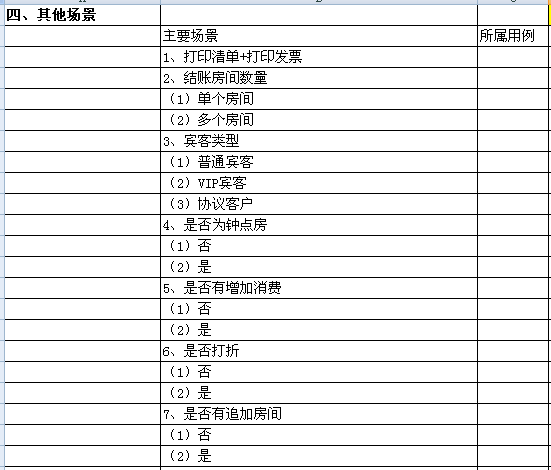 四、其他场景
主要场景 所属用例
1、打印清单+打印发票
2、结账房间数量
（1）单个房间
（2）多个房间
3、宾客类型
（1）普通宾客
（2）VIP宾客
（3）协议客户
4、是否为钟点房
（1）否
（2）是
5、是否有增加消费
（1）否
（2）是
6、是否打折
（1）否
（2）是
7、是否有追加房间
（1）否
（2）是